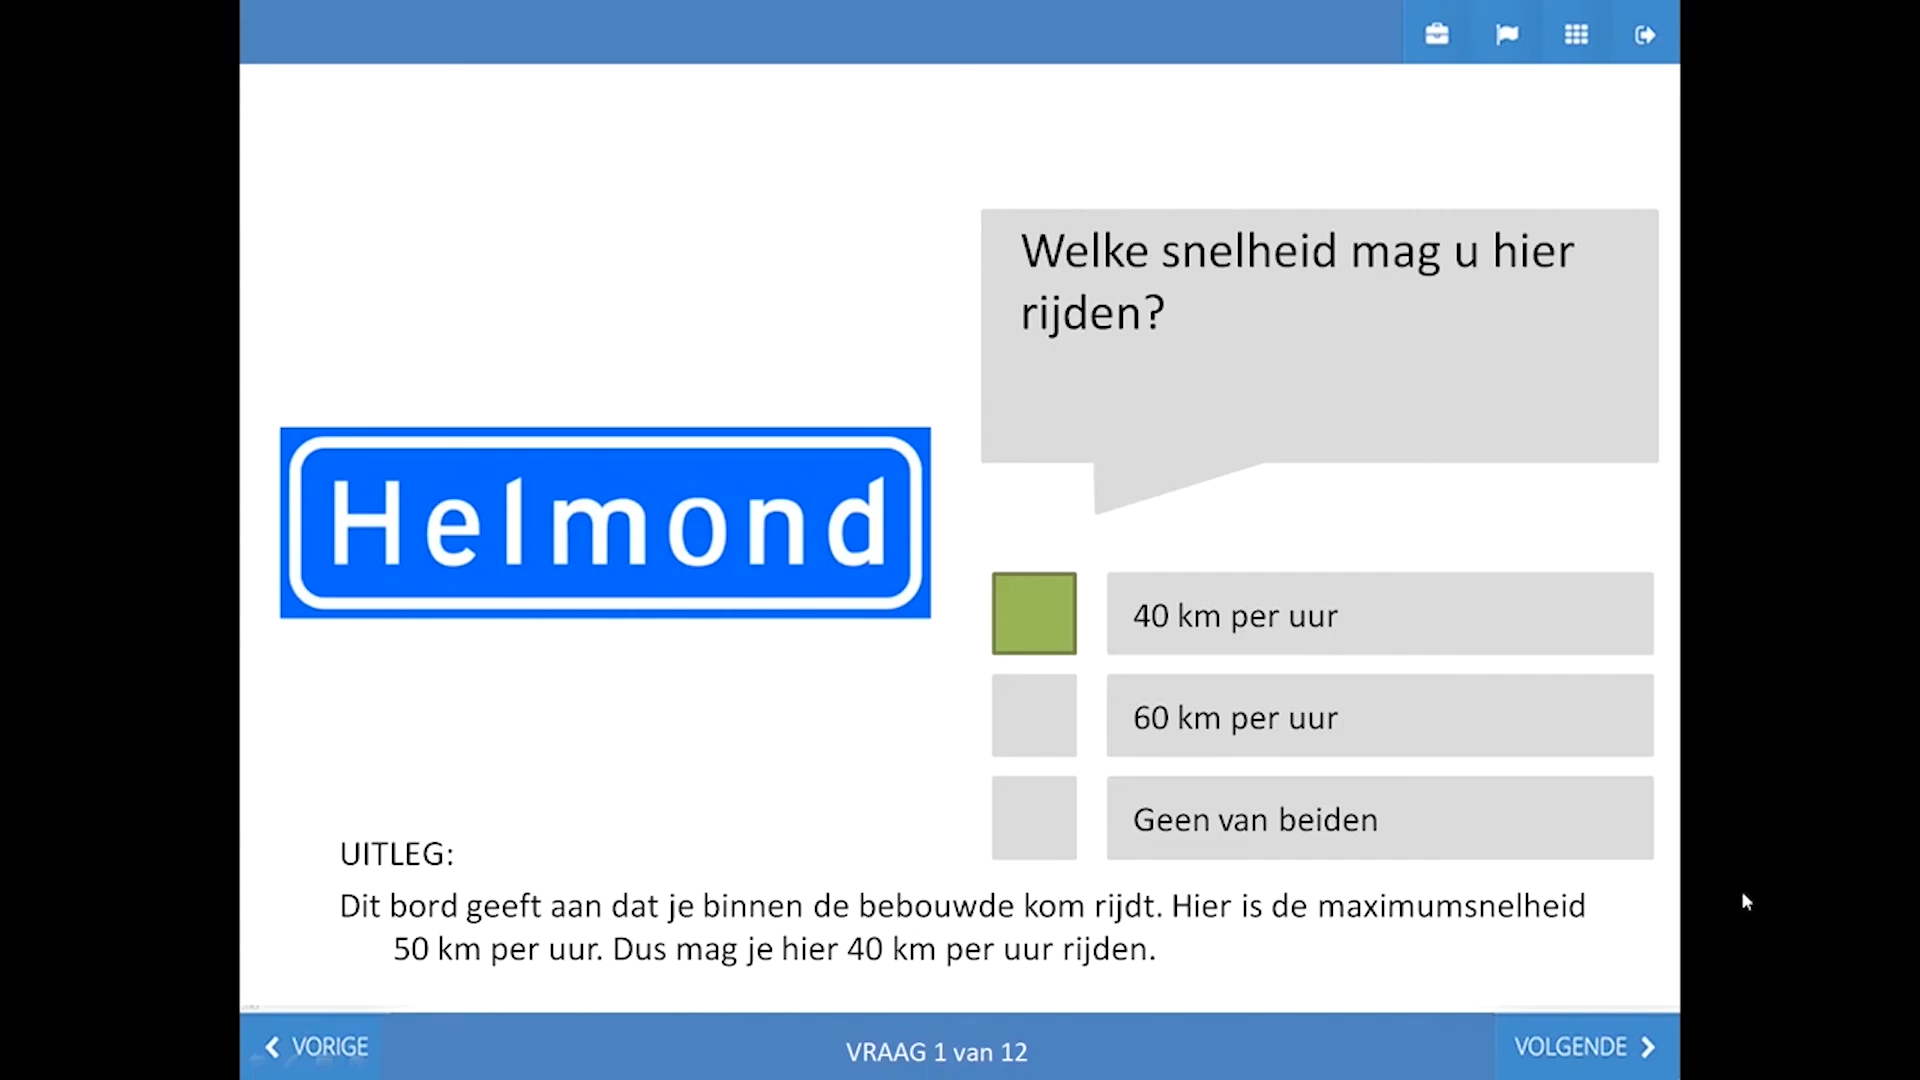 Welke snelheid mag u hier
rijden?
Helmond
40 km per uur
60 km per uur
Geen van beiden
UITLEG:
Dit bord geeft aan dat je binnen de bebouwde kom rijdt. Hier is de maximumsnelheid
50 km per uur. Dus mag je hier 40 km per uur rijden.
VORIGE
VRAAG 1 van 12
VOLGENDE